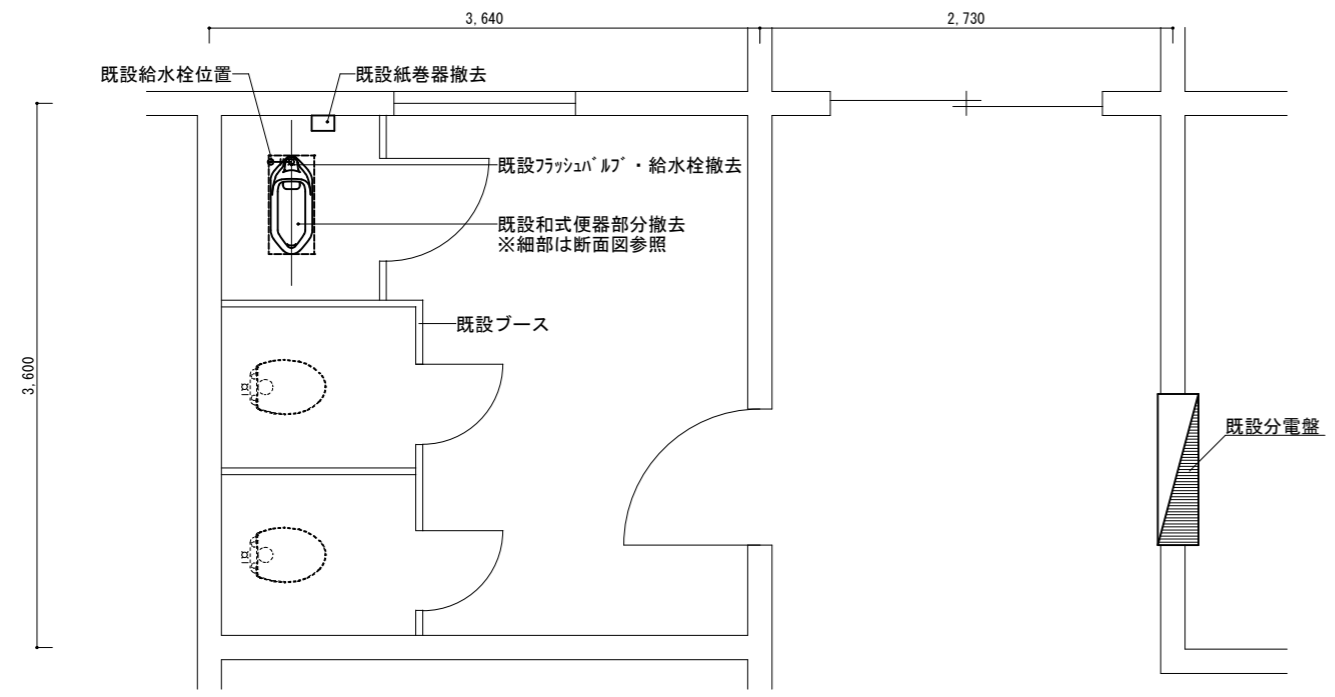 3,640
2,730
既設給水栓位置
既設紙巻器撤去
既設フラッシュバルブ・給水栓撤去
既設和式便器部分撤去
※細部は断面図参照
既設ブース
3,600
既設分電盤